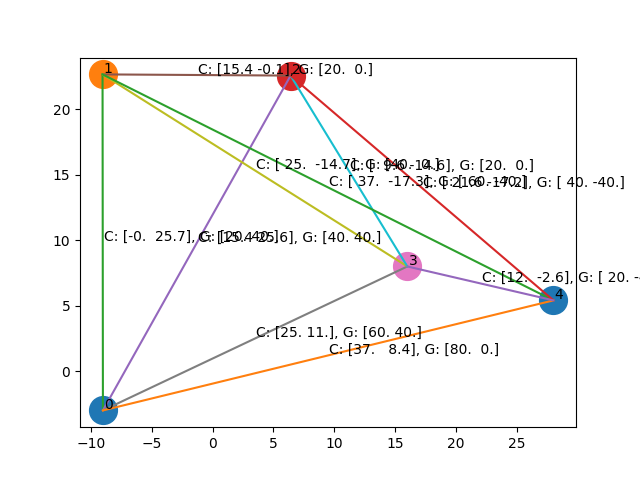 1
2
C: [15.4 -0.1], G: [20.  0.]
20
C: [ 25.  -14.7], G: [40.  0.]
C: [  9.6 -14.6], G: [20.  0.]
15
C: [ 37.  -17.3], G: [ 60. -40.]
C: [ 21.6 -17.2], G: [ 40. -40.]
C: [-0.  25.7], G: [20. 40.]
C: [15.4 25.6], G: [40. 40.]
10
3
C: [12.  -2.6], G: [ 20. -
4
5
C: [25. 11.], G: [60. 40.]
C: [37.   8.4], G: [80.  0.]
0
0
−10 −5 0 5 10 15 20 25